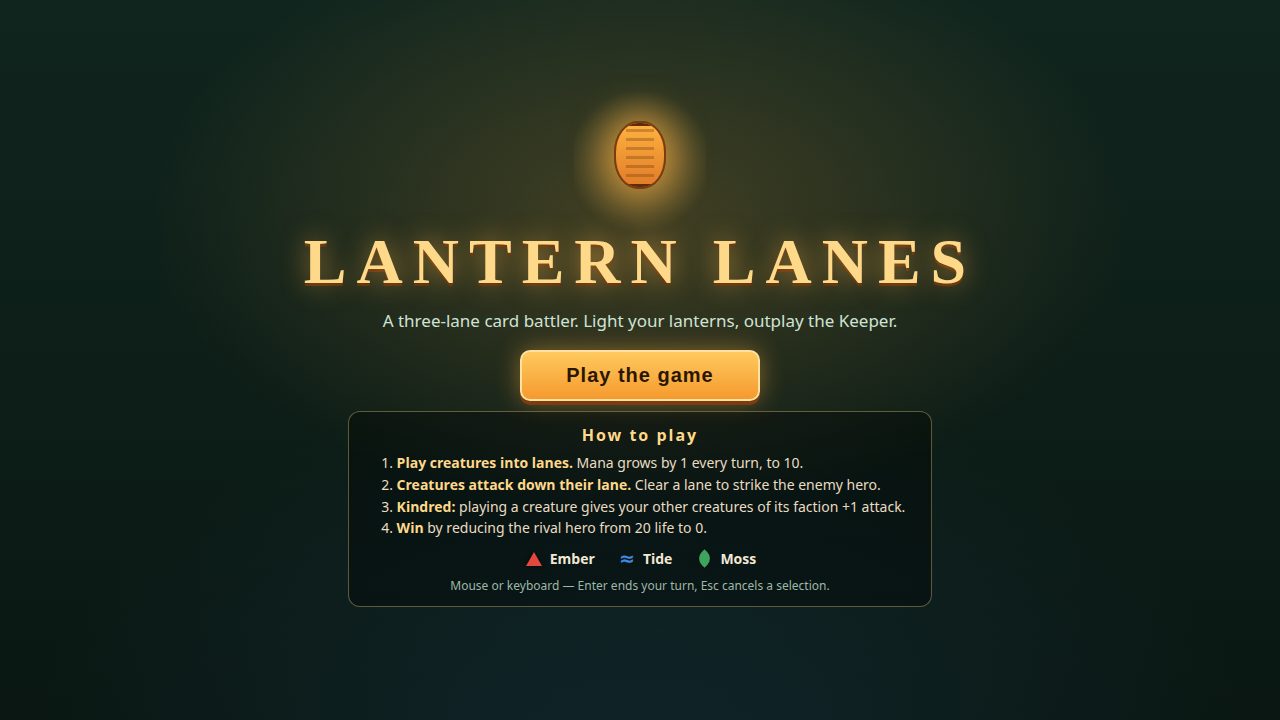 LANTERN LANES
A three-lane card battler. Light your lanterns, outplay the Keeper.
Play the game
How to play
1. Play creatures into lanes. Mana grows by 1 every turn, to 10.
2. Creatures attack down their lane. Clear a lane to strike the enemy hero.
3. Kindred: playing a creature gives your other creatures of its faction +1 attack.
4. Win by reducing the rival hero from 20 life to 0.
Ember Tide Moss
Mouse or keyboard — Enter ends your turn, Esc cancels a selection.